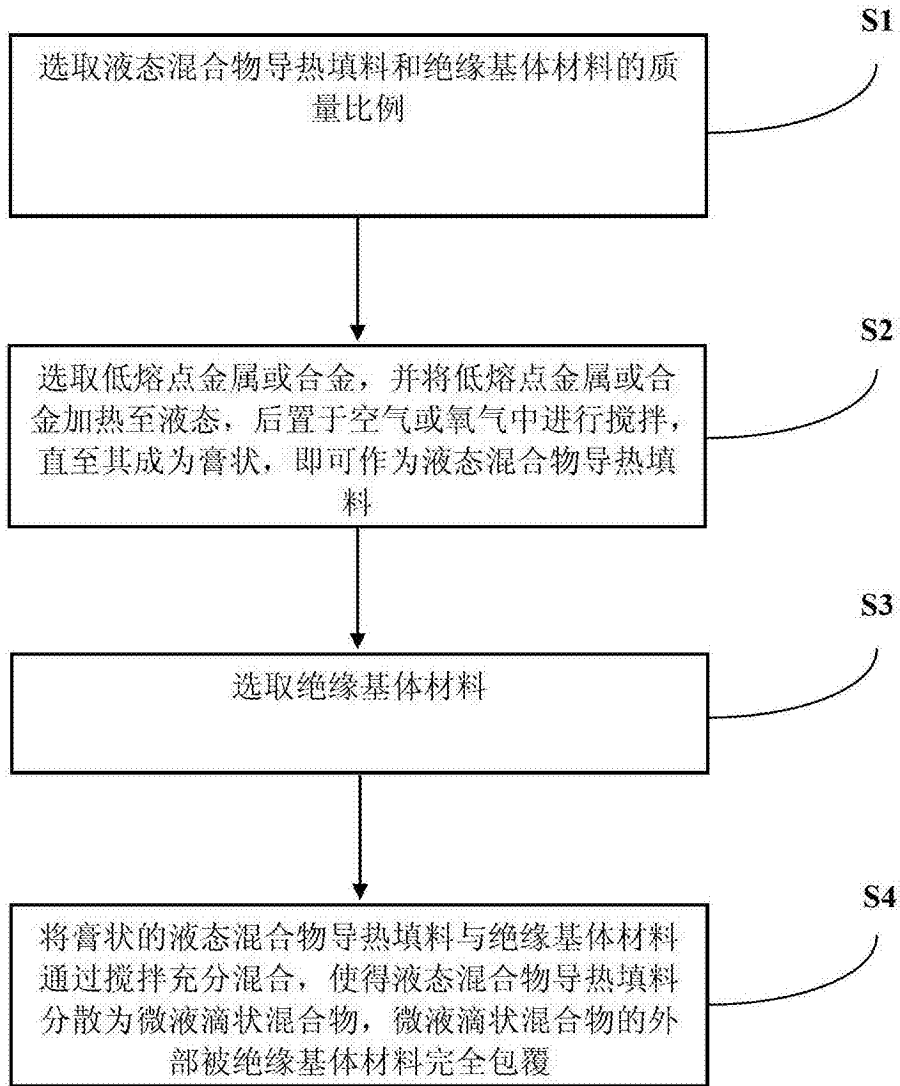 S1
选取液态混合物导热填料和绝缘基体材料的质
量比例
S2
选取低熔点金属或合金，并将低熔点金属或合
金加热至液态，后置于空气或氧气中进行搅拌，
直至其成为膏状，即可作为液态混合物导热填
料
S3
选取绝缘基体材料
S4
将膏状的液态混合物导热填料与绝缘基体材料
通过搅拌充分混合，使得液态混合物导热填料
分散为微液滴状混合物，微液滴状混合物的外
部被绝缘基体材料完全包覆